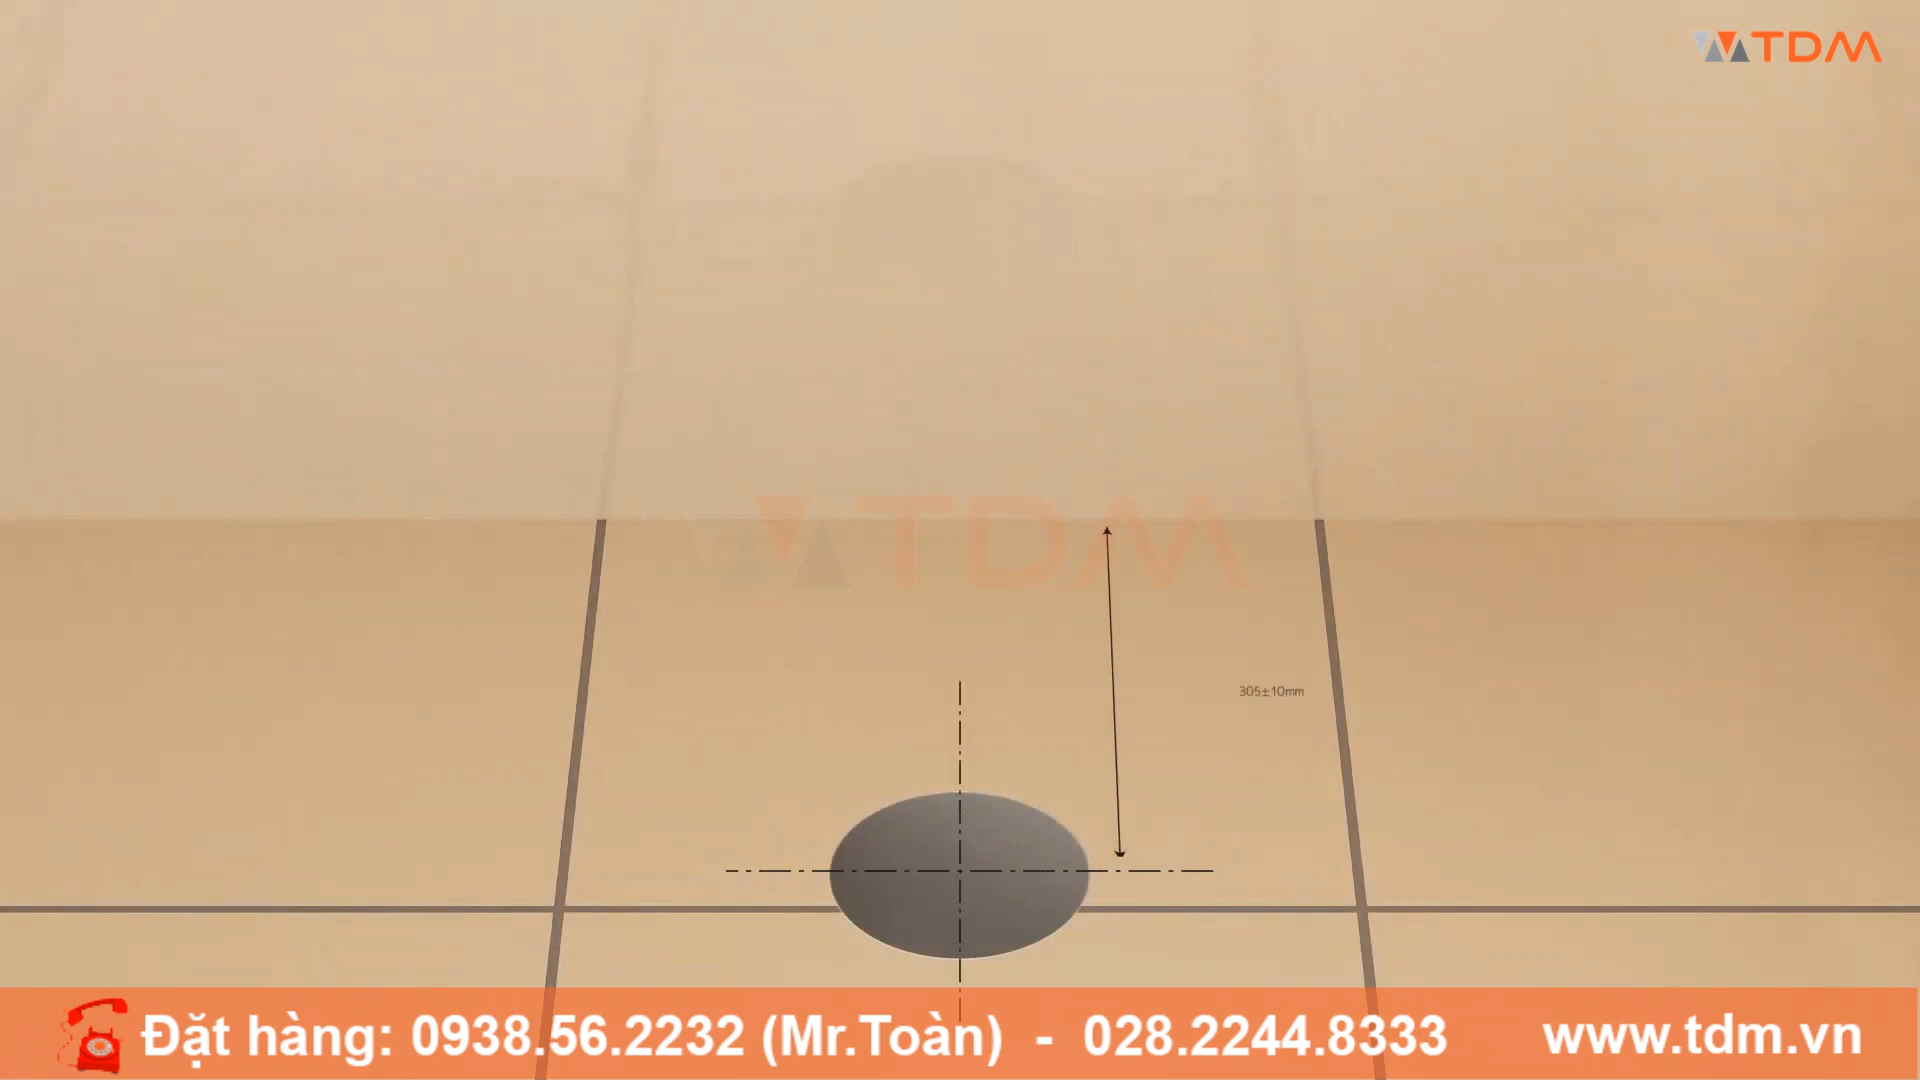 TDM
TDM
305±10mm
Đặt hàng: 0938.56.2232 (Mr.Toàn) - 028.2244.8333 www.tdm.vn